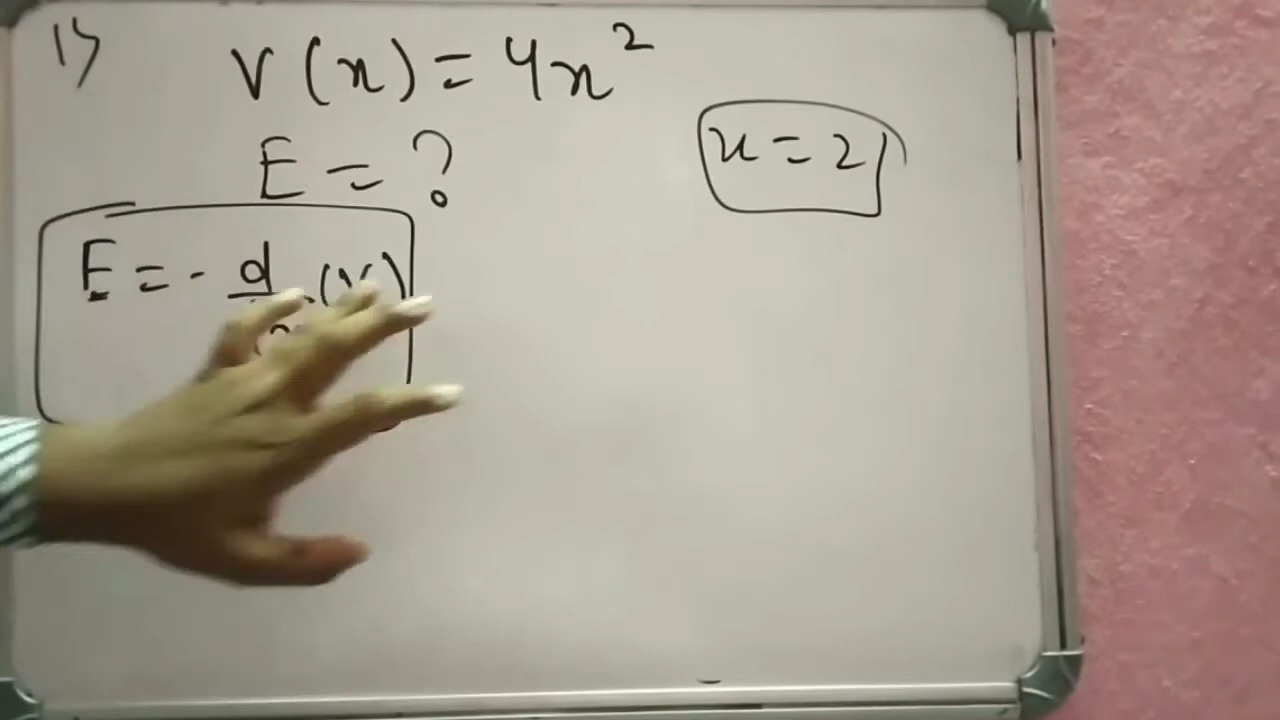 1)
V(x) = 4x²
x = 2
E = ?
E = - d (V)